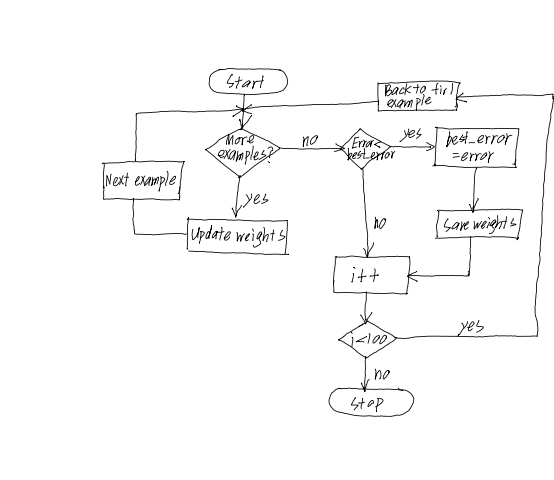 Start
Back to tirl
example
More
examples?
no
Error<
best_error
yes
best_error
=error
Next example
yes
Update weights
no
Save weights
i++
i<100
yes
no
Stop